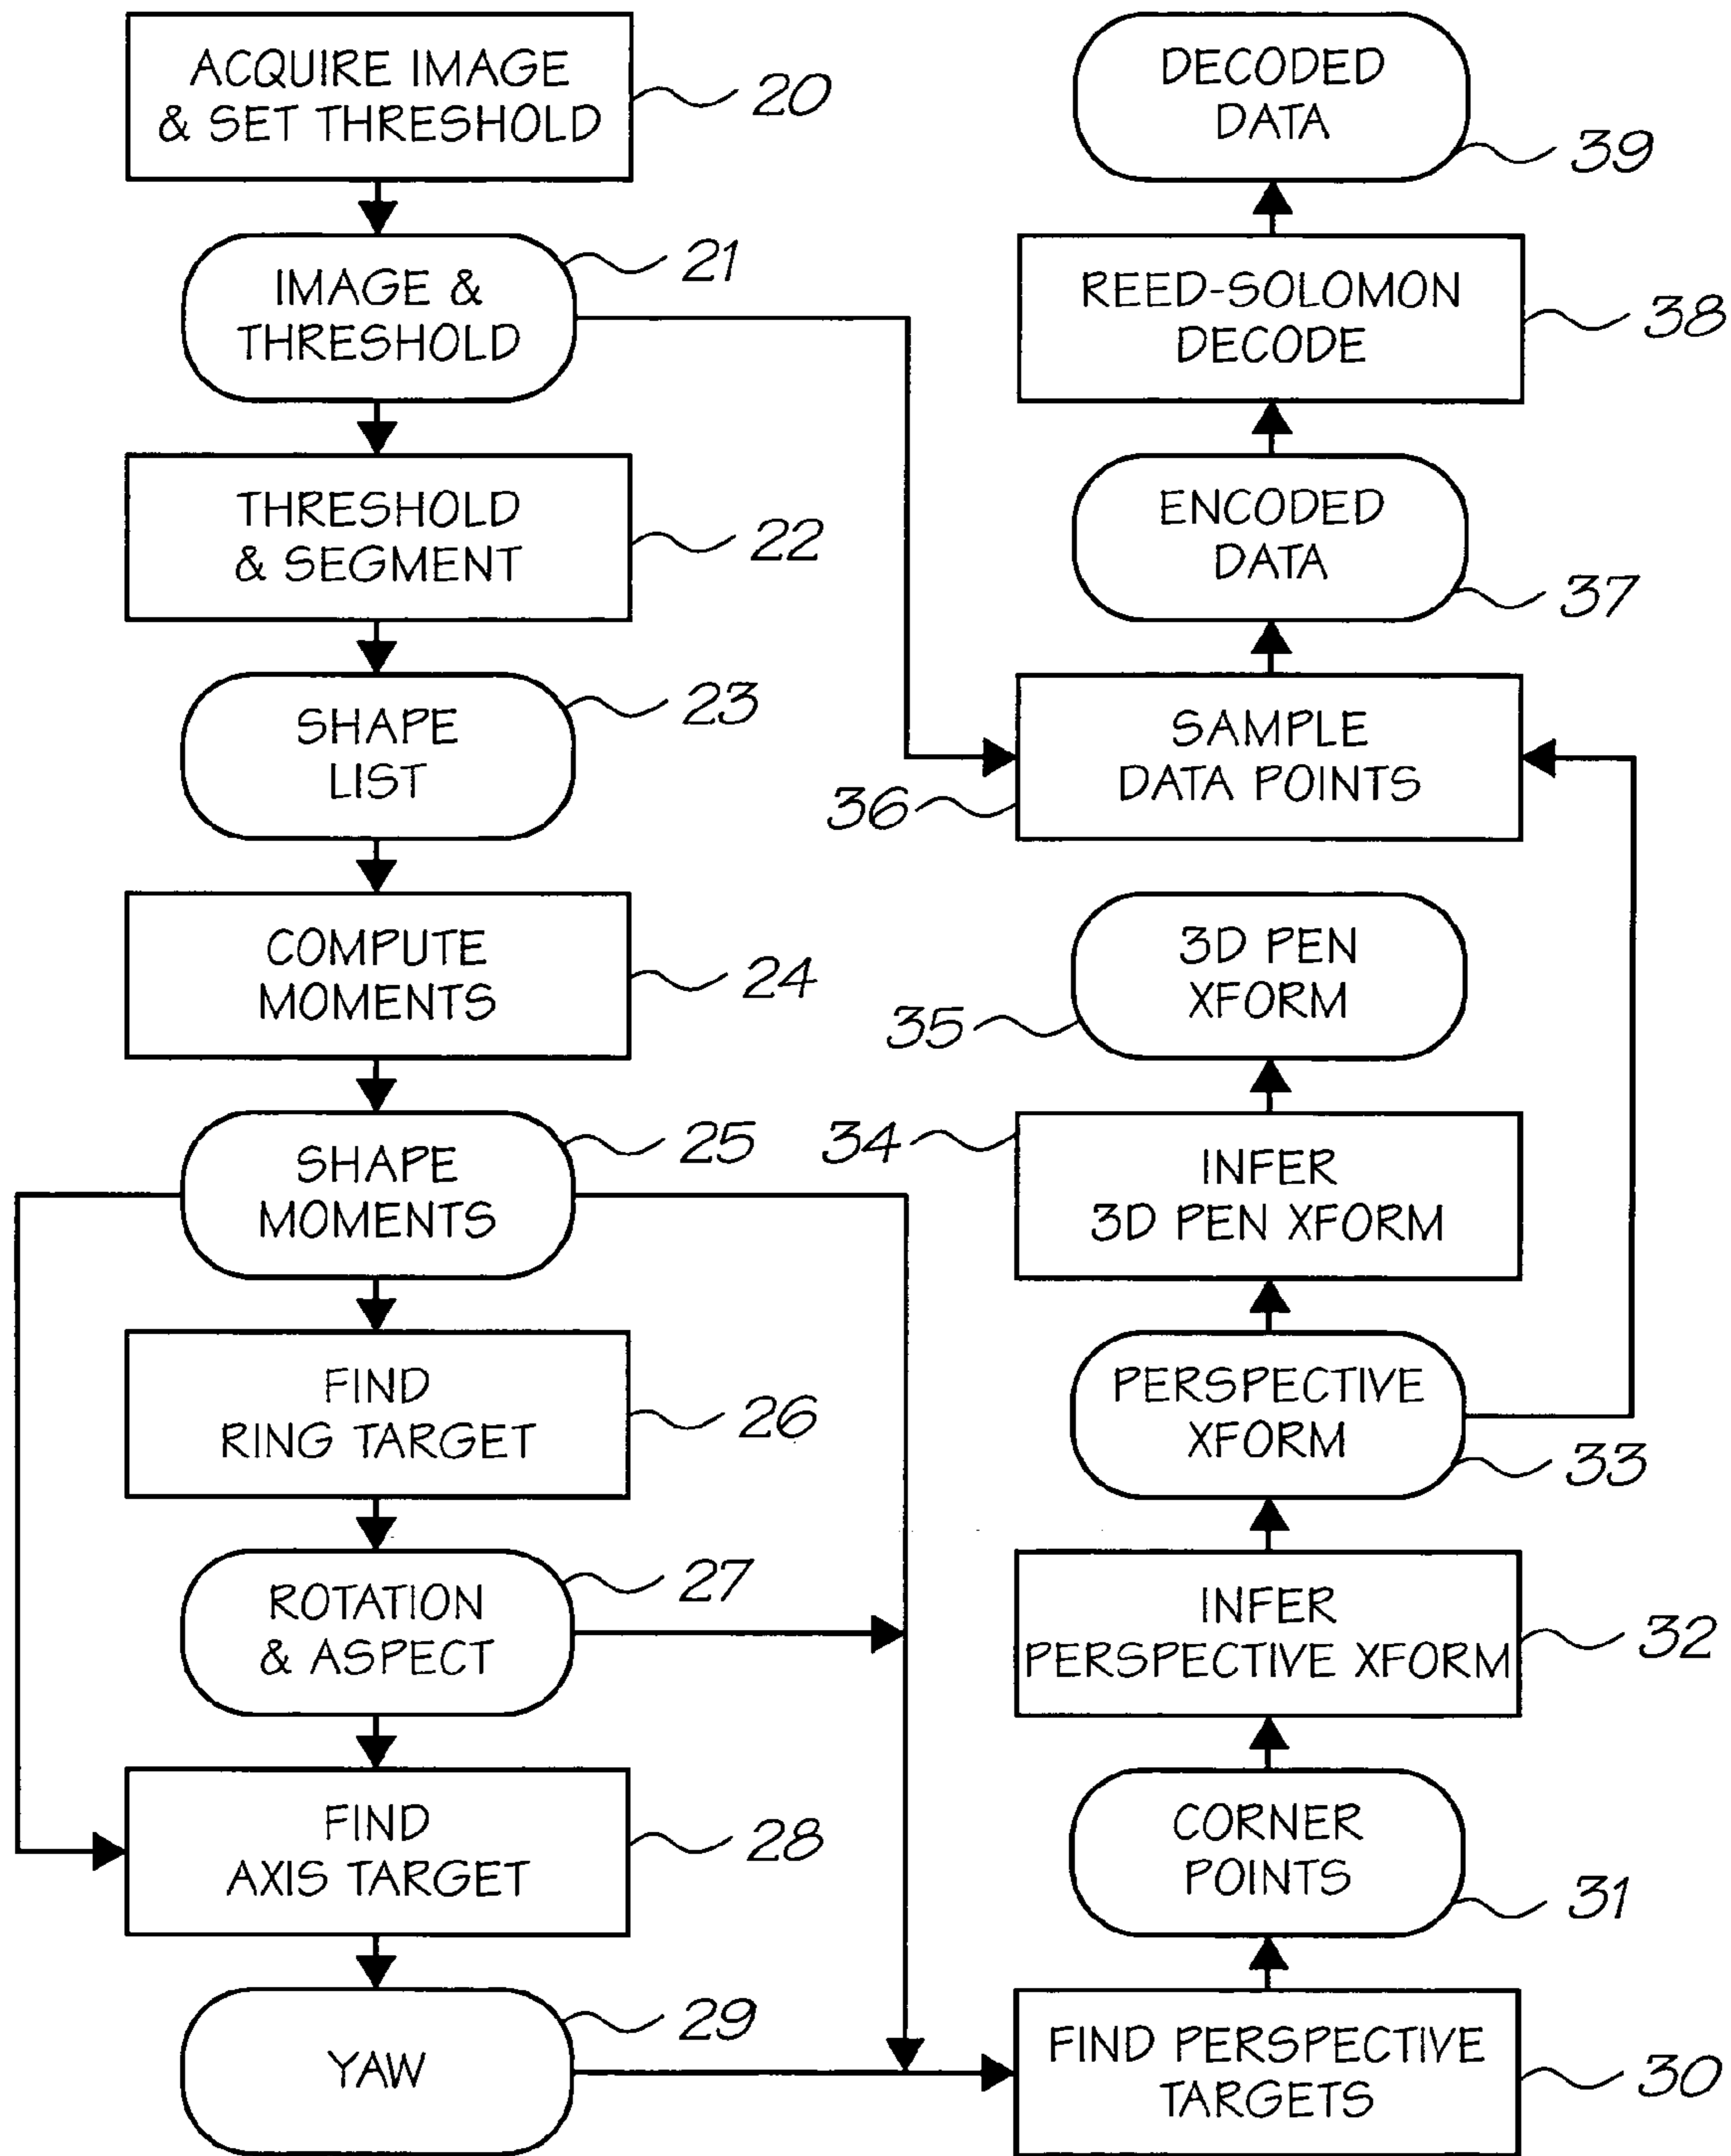 ACQUIRE IMAGE
& SET THRESHOLD
20
IMAGE &
THRESHOLD
21
THRESHOLD
& SEGMENT
22
SHAPE
LIST
23
COMPUTE
MOMENTS
24
SHAPE
MOMENTS
25
FIND
RING TARGET
26
ROTATION
& ASPECT
27
FIND
AXIS TARGET
28
YAW
29
DECODED
DATA
39
REED-SOLOMON
DECODE
38
ENCODED
DATA
37
SAMPLE
DATA POINTS
36
3D PEN
XFORM
35
INFER
3D PEN XFORM
34
PERSPECTIVE
XFORM
33
INFER
PERSPECTIVE XFORM
32
CORNER
POINTS
31
FIND PERSPECTIVE
TARGETS
30